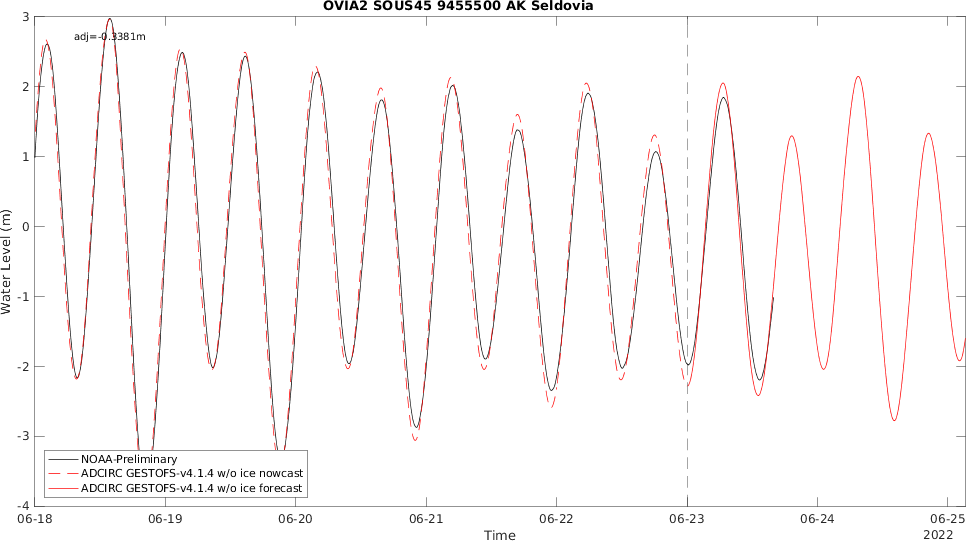 OVIA2 SOUS45 9455500 AK Seldovia
3
adj=-0.3381m
2
1
0
-1
-2
-3
-4
Water Level (m)
NOAA-Preliminary
ADCIRC GESTOFS-v4.1.4 w/o ice nowcast
ADCIRC GESTOFS-v4.1.4 w/o ice forecast
06-18 06-19 06-20 06-21 06-22 06-23 06-24 06-25
Time
2022